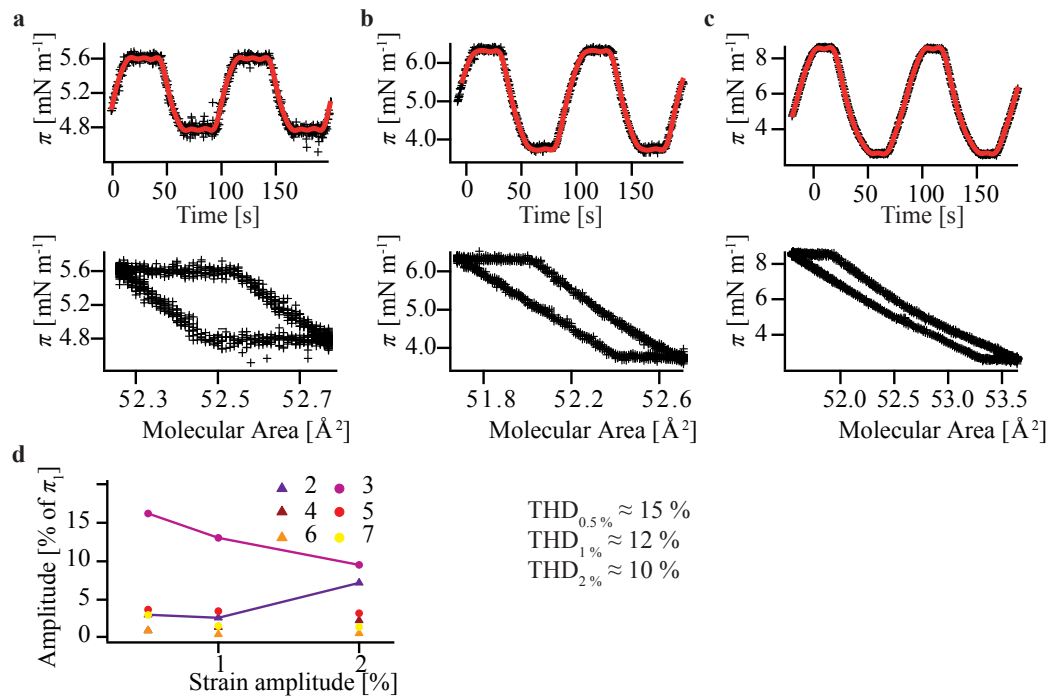 a
b
c
π [mN m⁻¹]
5.6
5.2
4.8
0 50 100 150
Time [s]
π [mN m⁻¹]
6.0
5.0
4.0
0 50 100 150
Time [s]
π [mN m⁻¹]
8
6
4
0 50 100 150
Time [s]
π [mN m⁻¹]
5.6
5.2
4.8
52.3 52.5 52.7
Molecular Area [Å²]
π [mN m⁻¹]
6.0
5.0
4.0
51.8 52.2 52.6
Molecular Area [Å²]
π [mN m⁻¹]
8
6
4
52.0 52.5 53.0 53.5
Molecular Area [Å²]
d
Amplitude [% of π₁]
15
10
5
0
2 3
4 5
6 7
1 2
Strain amplitude [%]
THD₀.₅ % ≈ 15 %
THD₁ % ≈ 12 %
THD₂ % ≈ 10 %